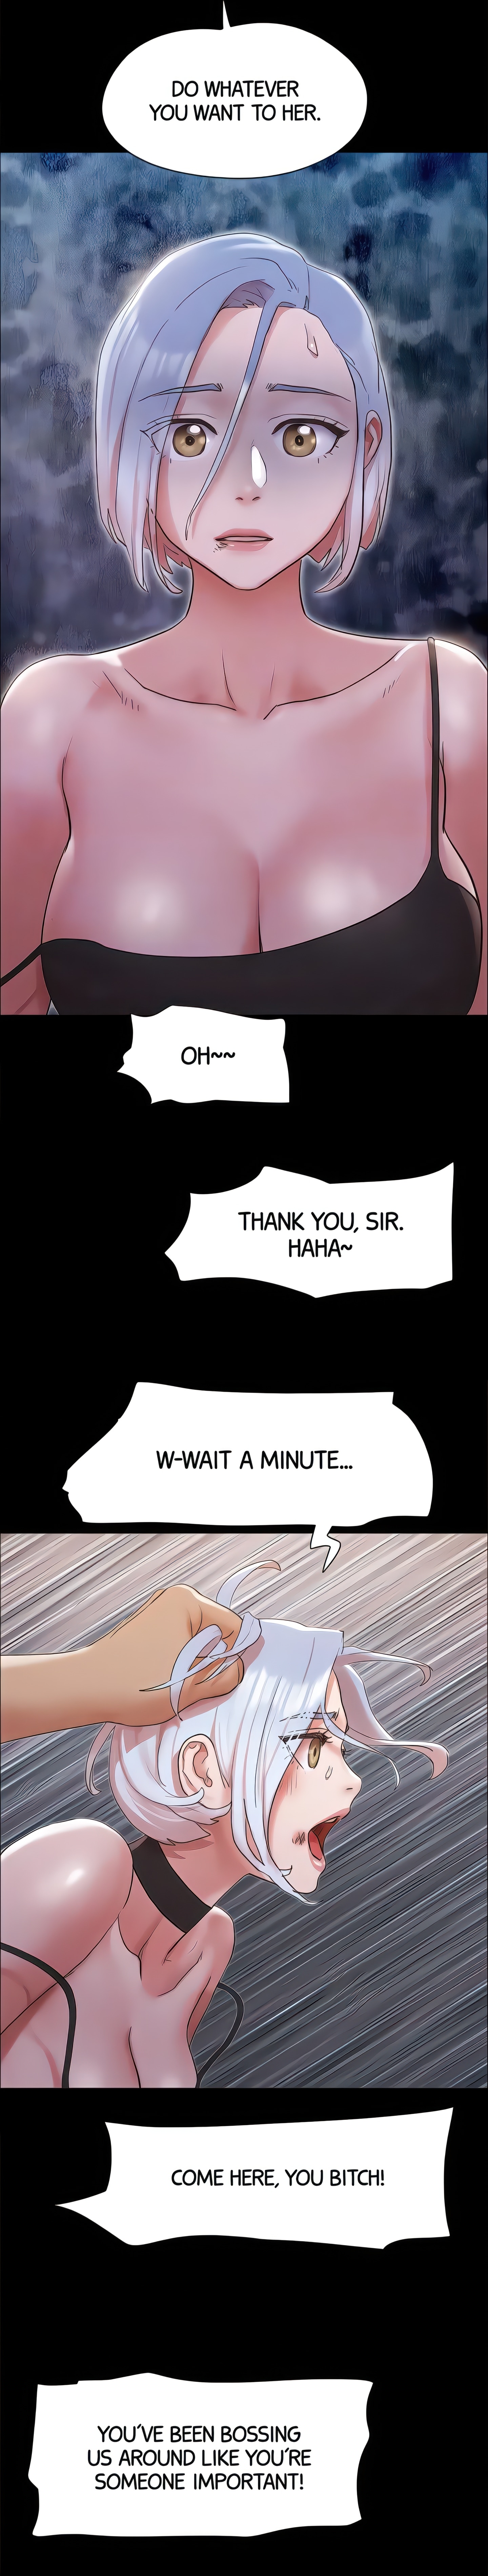 DO WHATEVER
YOU WANT TO HER.
OH~~
THANK YOU, SIR.
HAHA~
W-WAIT A MINUTE...
COME HERE, YOU BITCH!
YOU'VE BEEN BOSSING
US AROUND LIKE YOU'RE
SOMEONE IMPORTANT!